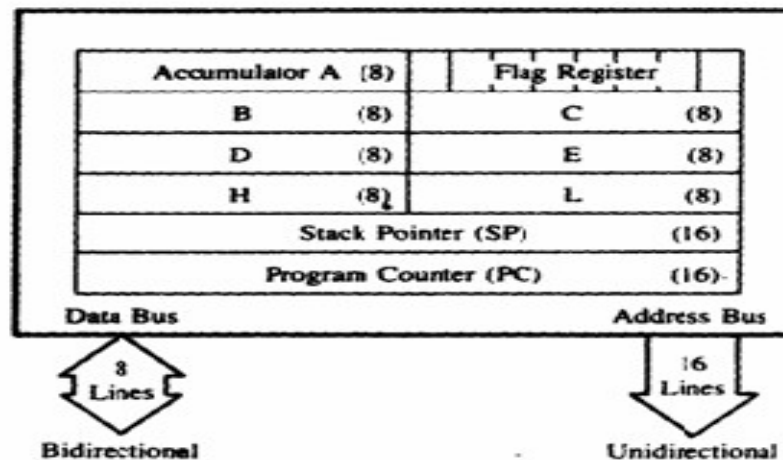 Accumulator A (8) Flag Register
B (8) C (8)
D (8) E (8)
H (8) L (8)
Stack Pointer (SP) (16)
Program Counter (PC) (16)
Data Bus Address Bus
8 16
Lines Lines
Bidirectional Unidirectional